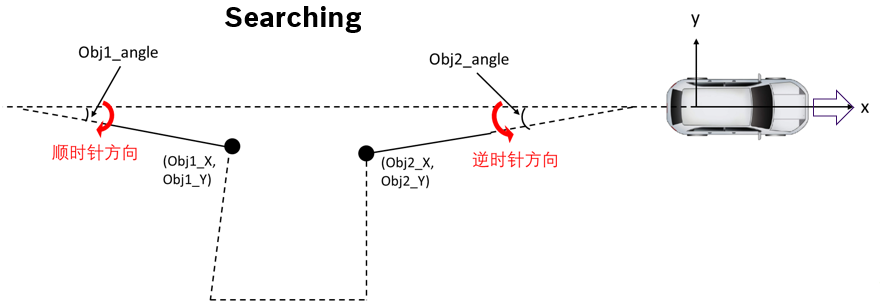 Searching
Obj1_angle
Obj2_angle
y
x
顺时针方向
(Obj1_X,
Obj1_Y)
(Obj2_X,
Obj2_Y)
逆时针方向